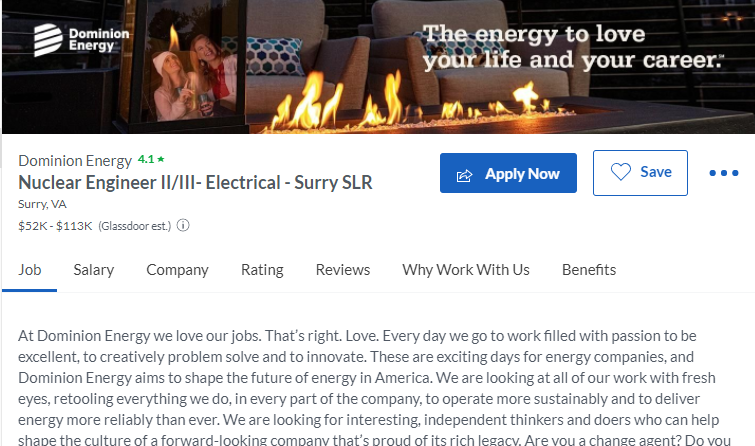 Dominion
Energy®
The energy to love
your life and your career.℠
Dominion Energy 4.1 ★
Nuclear Engineer II/III- Electrical - Surry SLR
Surry, VA
$52K - $113K (Glassdoor est.)
Apply Now
Save
Job Salary Company Rating Reviews Why Work With Us Benefits
At Dominion Energy we love our jobs. That’s right. Love. Every day we go to work filled with passion to be
excellent, to creatively problem solve and to innovate. These are exciting days for energy companies, and
Dominion Energy aims to shape the future of energy in America. We are looking at all of our work with fresh
eyes, retooling everything we do, in every part of the company, to operate more sustainably and to deliver
energy more reliably than ever. We are looking for interesting, independent thinkers and doers who can help
shape the culture of a forward-looking company that’s proud of its rich legacy. Are you a change agent? Do you